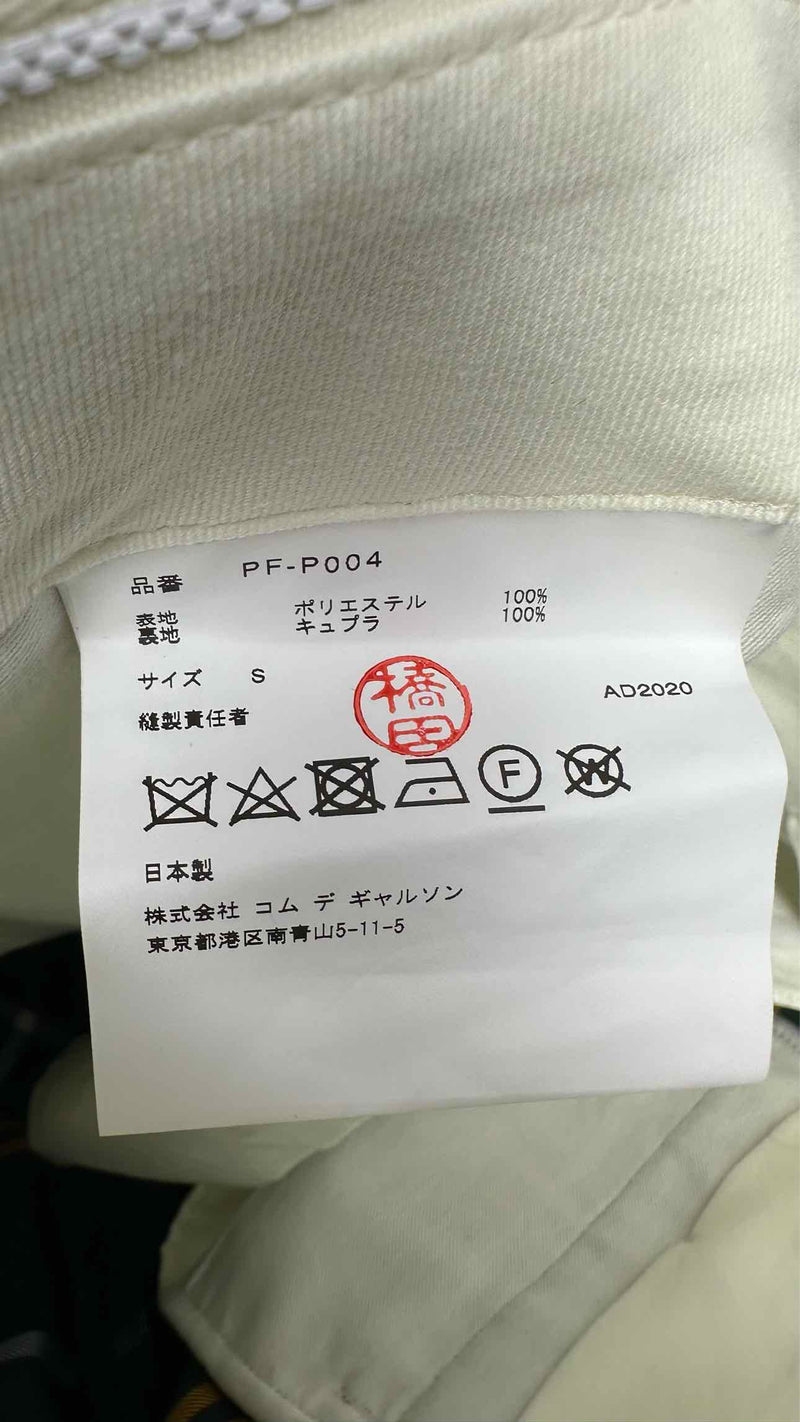 品番 PF-P004
表地 ポリエステル 100%
裏地 キュプラ 100%
サイズ S
AD2020
縫製責任者
橋田
F
W
日本製
株式会社 コム デ ギャルソン
東京都港区南青山5-11-5